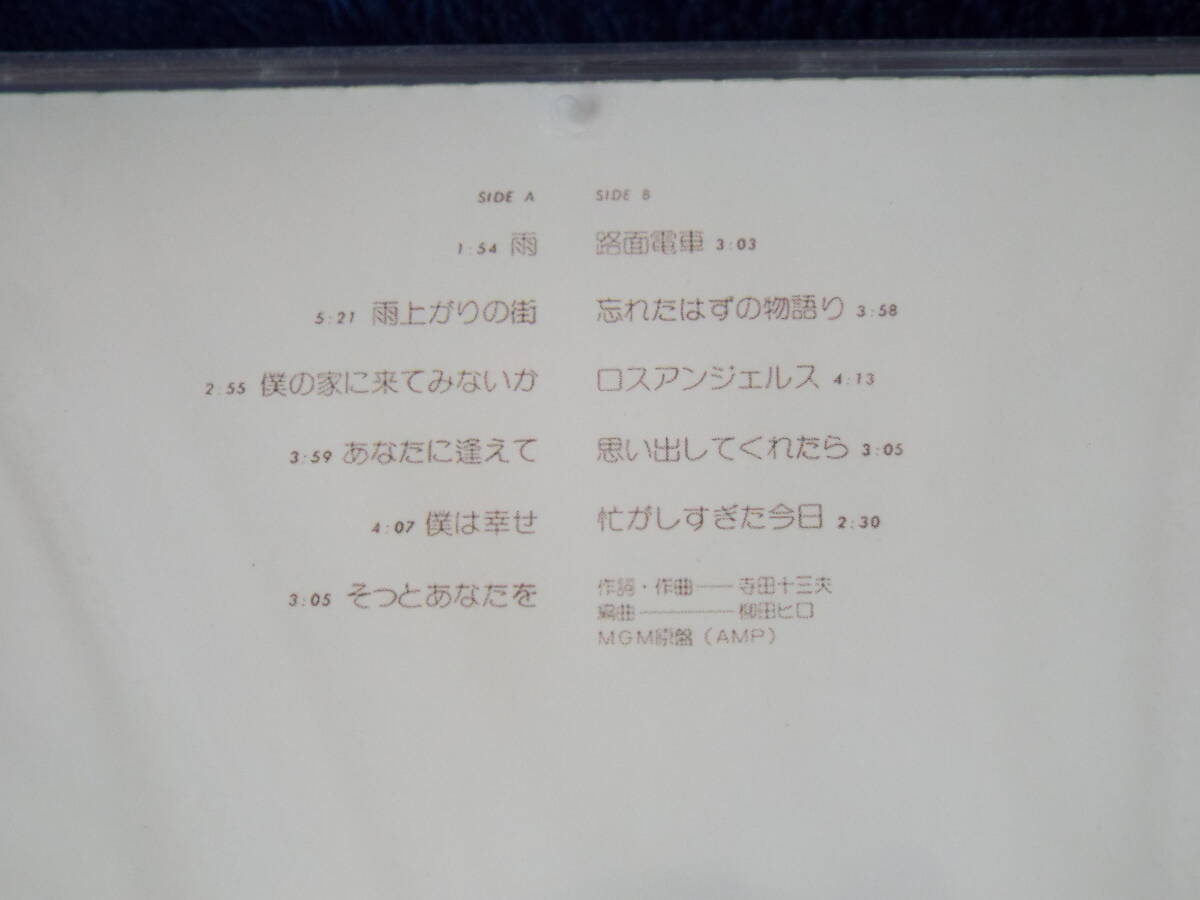 SIDE A
1:54 雨
5:21 雨上がりの街
2:55 僕の家に来てみないか
3:59 あなたに逢えて
4:07 僕は幸せ
3:05 そっとあなたを
SIDE B
路面電車 3:03
忘れたはずの物語り 3:58
ロスアンジェルス 4:13
思い出してくれたら 3:05
忙がしすぎた今日 2:30
作詞・作曲——寺田十三夫
編曲————柳田ヒロ
MGM原盤(AMP)